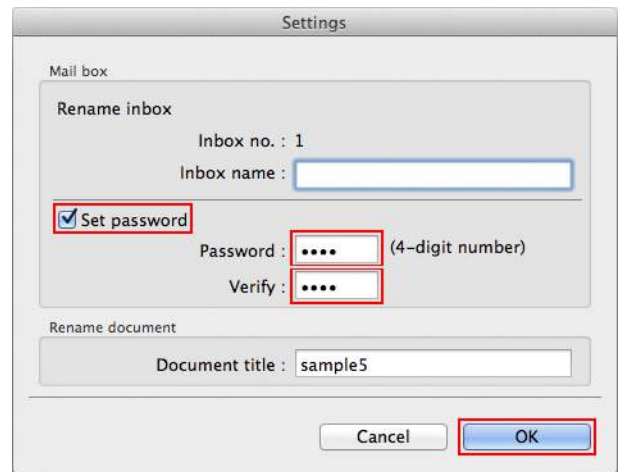 Settings
Mail box
Rename inbox
Inbox no. : 1
Inbox name :
Set password
Password : •••• (4-digit number)
Verify : ••••
Rename document
Document title : sample5
Cancel OK